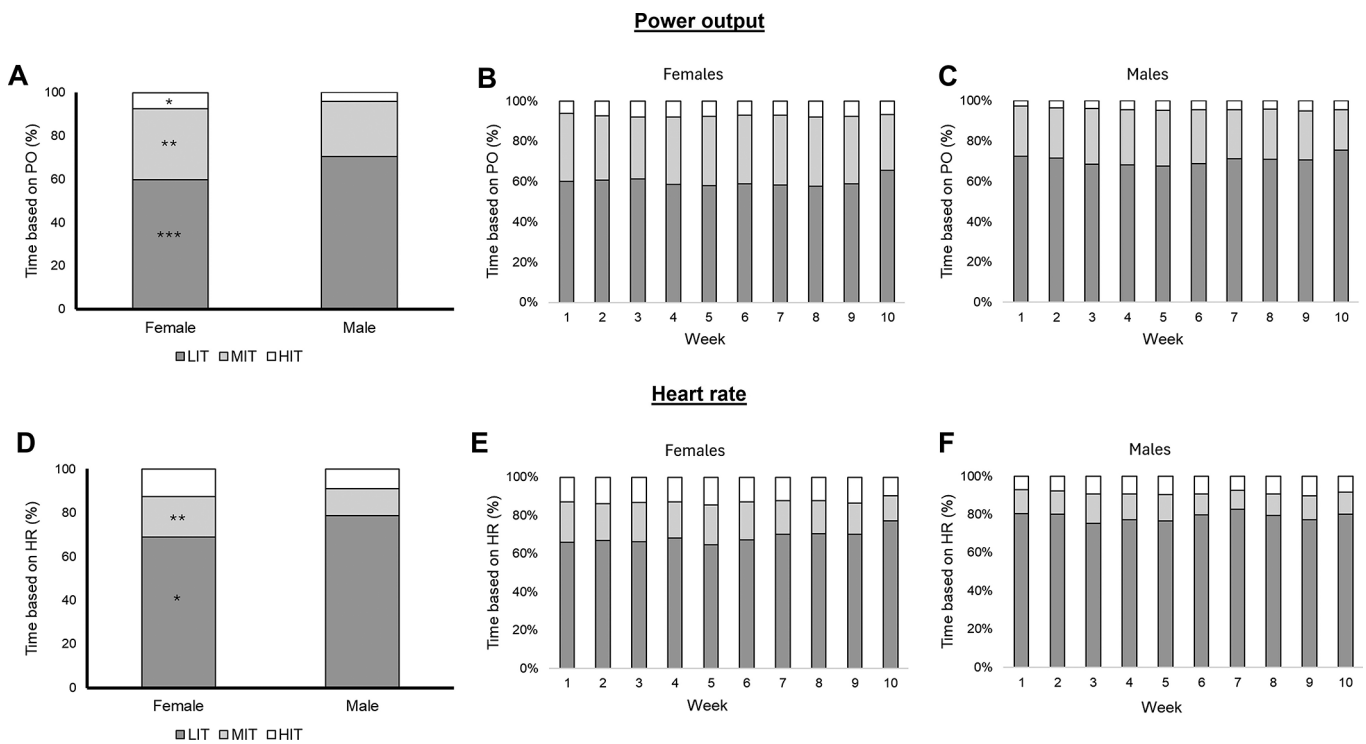 Power output
A
Time based on PO (%)
100
80
60
40
20
0
*
**
***
Female Male
LIT MIT HIT
B
Females
Time based on PO (%)
100%
80%
60%
40%
20%
0%
1 2 3 4 5 6 7 8 9 10
Week
C
Males
Time based on PO (%)
100%
80%
60%
40%
20%
0%
1 2 3 4 5 6 7 8 9 10
Week
Heart rate
D
Time based on HR (%)
100
80
60
40
20
0
**
*
Female Male
LIT MIT HIT
E
Females
Time based on HR (%)
100%
80%
60%
40%
20%
0%
1 2 3 4 5 6 7 8 9 10
Week
F
Males
Time based on HR (%)
100%
80%
60%
40%
20%
0%
1 2 3 4 5 6 7 8 9 10
Week